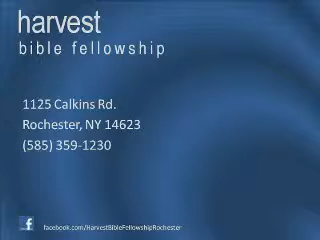 harvest
bible fellowship
1125 Calkins Rd.
Rochester, NY 14623
(585) 359-1230
f facebook.com/HarvestBibleFellowshipRochester